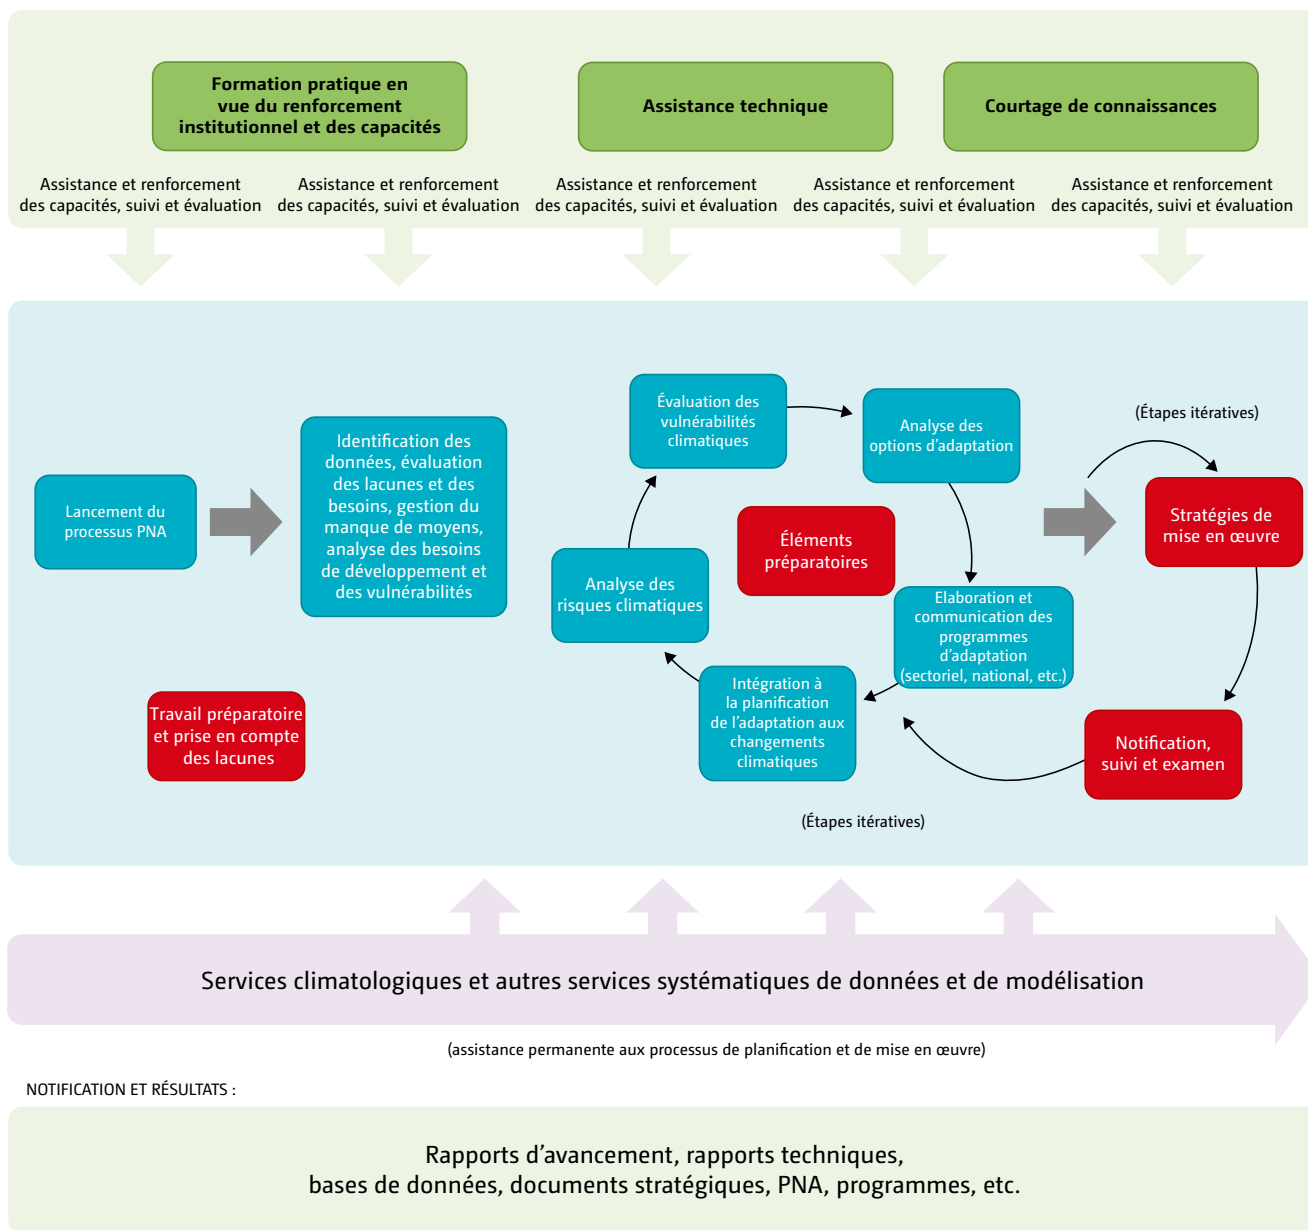 Formation pratique en
vue du renforcement
institutionnel et des capacités
Assistance technique
Courtage de connaissances
Assistance et renforcement
des capacités, suivi et évaluation
Assistance et renforcement
des capacités, suivi et évaluation
Assistance et renforcement
des capacités, suivi et évaluation
Assistance et renforcement
des capacités, suivi et évaluation
Assistance et renforcement
des capacités, suivi et évaluation
Lancement du
processus PNA
Identification des
données, évaluation
des lacunes et des
besoins, gestion du
manque de moyens,
analyse des besoins
de développement et
des vulnérabilités
Travail préparatoire
et prise en compte
des lacunes
Évaluation des
vulnérabilités
climatiques
Analyse des
options d’adaptation
Éléments
préparatoires
Analyse des
risques climatiques
Elaboration et
communication des
programmes
d’adaptation
(sectoriel, national, etc.)
Intégration à
la planification
de l’adaptation aux
changements
climatiques
(Étapes itératives)
(Étapes itératives)
Stratégies de
mise en œuvre
Notification,
suivi et examen
Services climatologiques et autres services systématiques de données et de modélisation
(assistance permanente aux processus de planification et de mise en œuvre)
NOTIFICATION ET RÉSULTATS :
Rapports d’avancement, rapports techniques,
bases de données, documents stratégiques, PNA, programmes, etc.